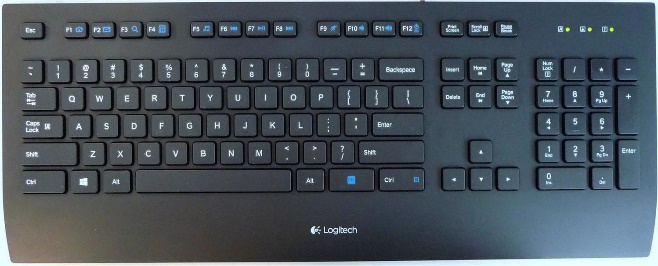 Esc F1 F2 F3 F4 F5 F6 F7 F8 F9 F10 F11 F12 Print Screen Scroll Lock Pause Break
~ ` ! 1 @ 2 # 3 $ 4 % 5 ^ 6 & 7 * 8 ( 9 ) 0 _ - + = Backspace Insert Home Page Up Num Lock / * -
Tab Q W E R T Y U I O P { [ } ] | \ Delete End Page Down 7 Home 8 9 Pg Up +
Caps Lock A S D F G H J K L : ; " ' Enter 4 5 6
Shift Z X C V B N M < , > . ? / Shift 1 End 2 3 Pg Dn Enter
Ctrl Alt Alt Ctrl 0 Ins . Del
Logitech